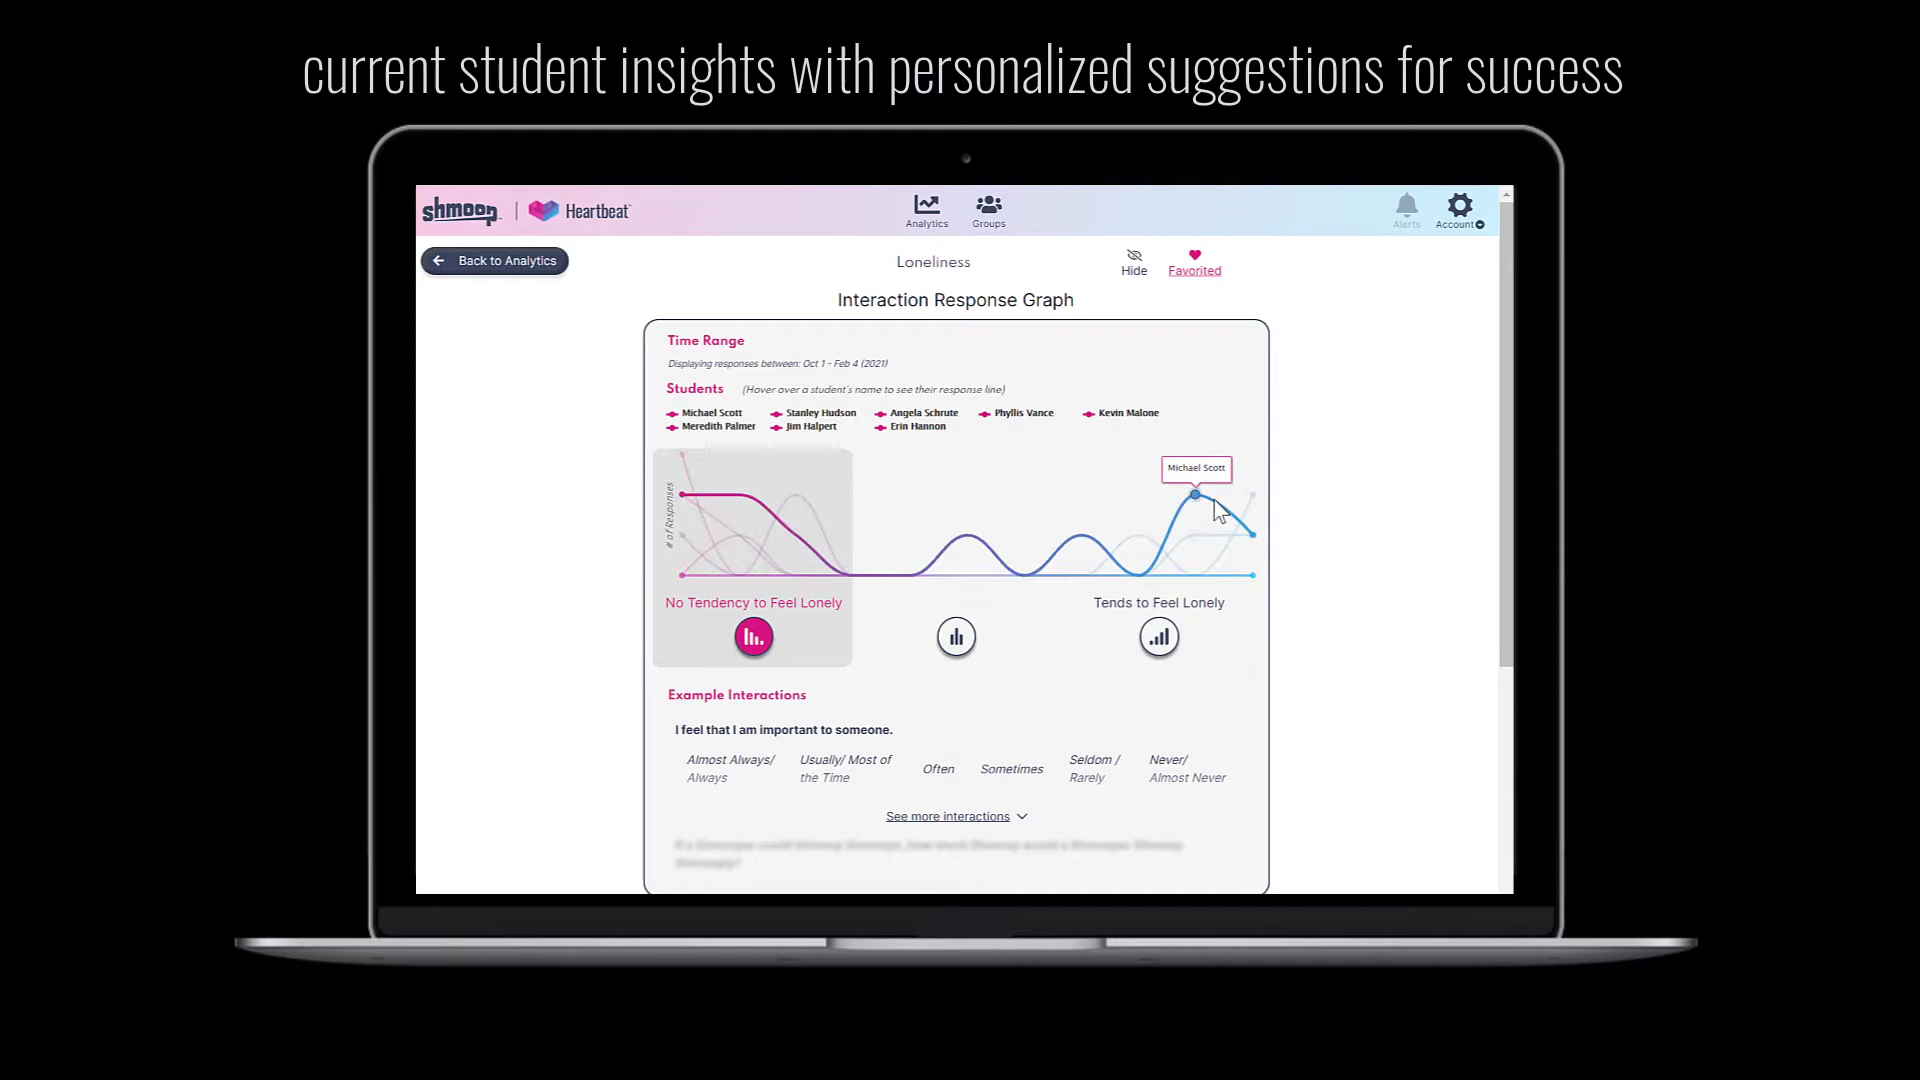 current student insights with personalized suggestions for success
shmoop
Heartbeat
Analytics
Groups
Alerts
Account
Back to Analytics
Loneliness
Hide
Favorited
Interaction Response Graph
Time Range
Displaying responses between: Oct 1 - Feb 4 (2021)
Students (Hover over a student's name to see their response line)
Michael Scott Stanley Hudson Angela Schrute Phyllis Vance Kevin Malone
Meredith Palmer Jim Halpert Erin Hannon
Michael Scott
# of Responses
No Tendency to Feel Lonely
Tends to Feel Lonely
Example Interactions
I feel that I am important to someone.
Almost Always/ Usually/ Most of Often Sometimes Seldom / Never/
Always the Time Rarely Almost Never
See more interactions